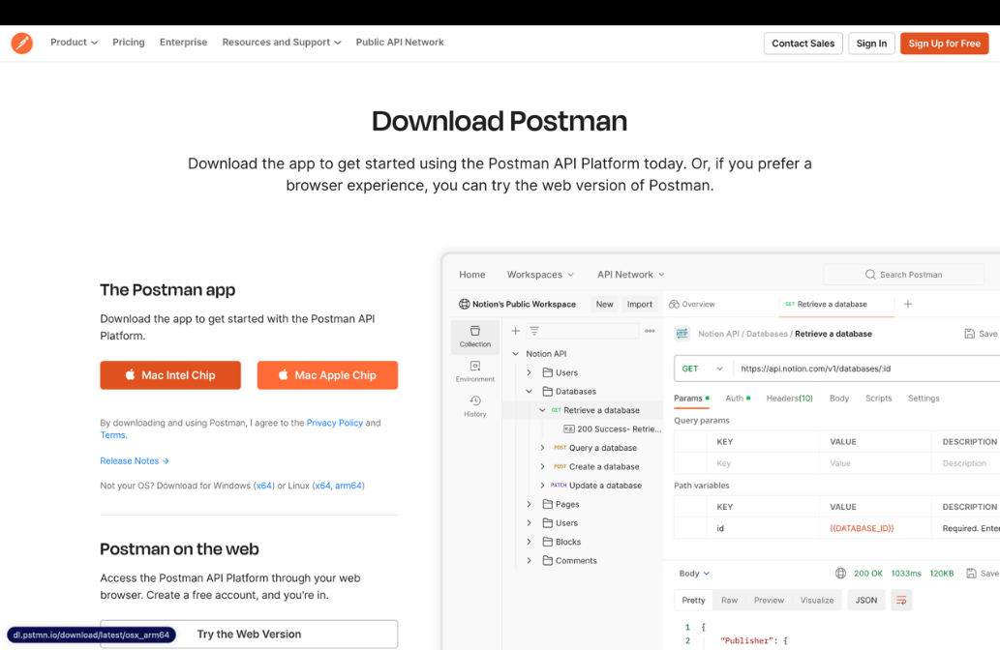 Product Pricing Enterprise Resources and Support Public API Network Contact Sales Sign In Sign Up for Free
Download Postman
Download the app to get started using the Postman API Platform today. Or, if you prefer a
browser experience, you can try the web version of Postman.
The Postman app
Download the app to get started with the Postman API
Platform.
Mac Intel Chip Mac Apple Chip
By downloading and using Postman, I agree to the Privacy Policy and
Terms.
Release Notes →
Not your OS? Download for Windows (x64) or Linux (x64, arm64)
Postman on the web
Access the Postman API Platform through your web
browser. Create a free account, and you're in.
Try the Web Version
dl.pstmn.io/download/latest/osx_arm64
Home Workspaces API Network Search Postman
Notion's Public Workspace New Import Overview GET Retrieve a database
Collection
Environment
History
Notion API
Users
Databases
GET Retrieve a database
200 Success- Retrie...
POST Query a database
POST Create a database
PATCH Update a database
Pages
Users
Blocks
Comments
HTTP Notion API / Databases / Retrieve a database Save
GET https://api.notion.com/v1/databases/:id
Params Auth Headers(10) Body Scripts Settings
Query params
KEY VALUE DESCRIPTION
Key Value Description
Path variables
KEY VALUE DESCRIPTION
id {{DATABASE_ID}} Required. Enter
Body 200 OK 1033ms 120KB Save
Pretty Raw Preview Visualize JSON
1 {
2 "Publisher": {